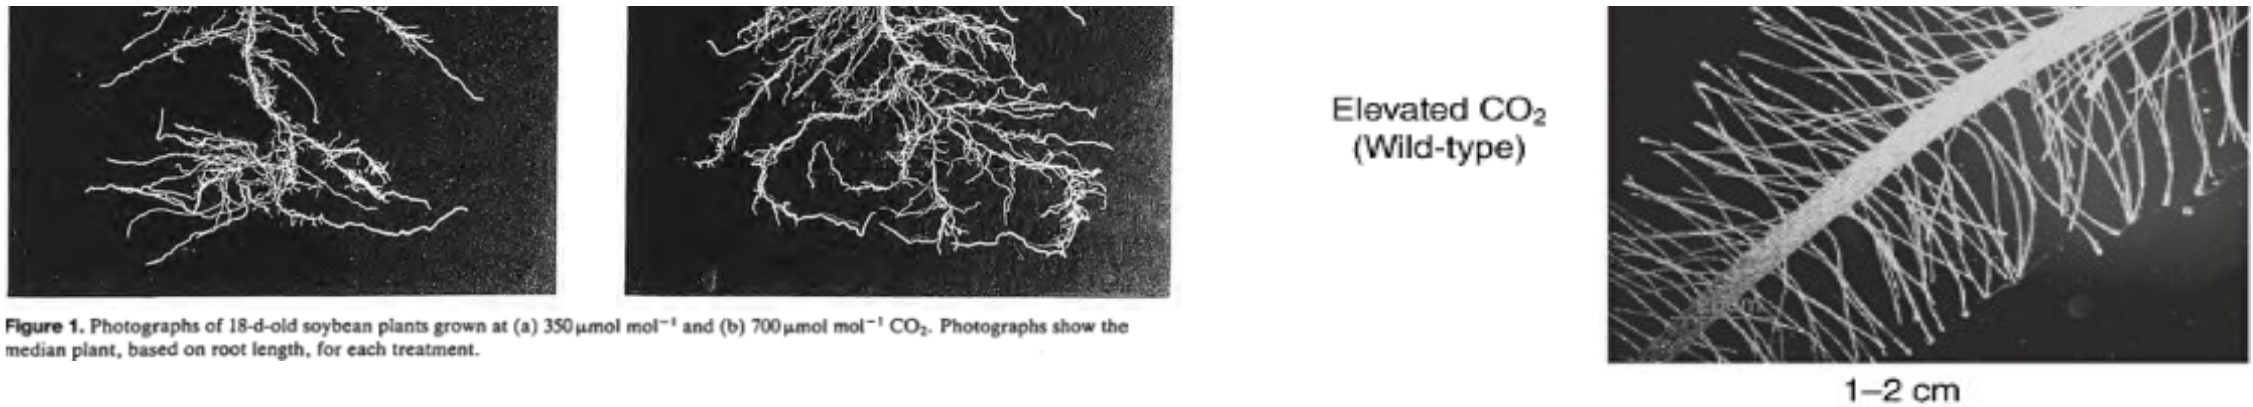 Figure 1. Photographs of 18-d-old soybean plants grown at (a) 350 μmol mol⁻¹ and (b) 700 μmol mol⁻¹ CO₂. Photographs show the
median plant, based on root length, for each treatment.
Elevated CO₂
(Wild-type)
1–2 cm